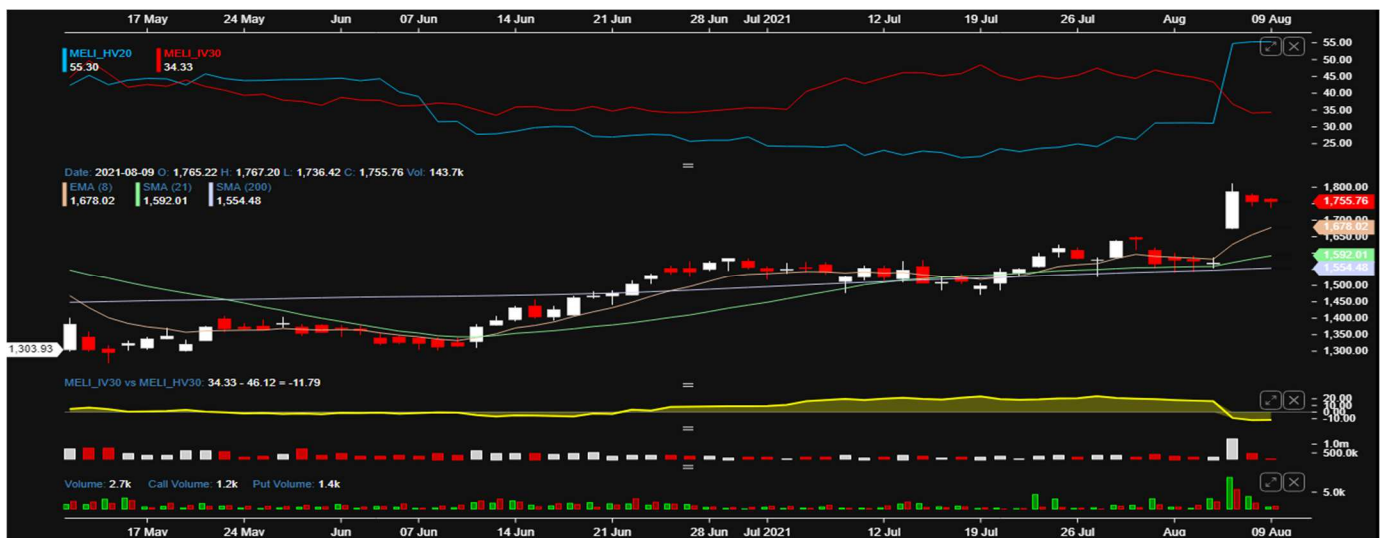 17 May 24 May Jun 07 Jun 14 Jun 21 Jun 28 Jun Jul 2021 12 Jul 19 Jul 26 Jul Aug 09 Aug
MELI_HV20 MELI_IV30
55.30 34.33
55.00
50.00
45.00
40.00
35.00
30.00
25.00
Date: 2021-08-09 O: 1,765.22 H: 1,767.20 L: 1,736.42 C: 1,755.76 Vol: 143.7k
EMA (8) SMA (21) SMA (200)
1,678.02 1,592.01 1,554.48
1,800.00
1,755.76
1,700.00
1,678.02
1,650.00
1,592.01
1,554.48
1,500.00
1,450.00
1,400.00
1,350.00
1,303.93
1,300.00
MELI_IV30 vs MELI_HV30: 34.33 - 46.12 = -11.79
20.00
10.00
0.00
-10.00
1.0m
500.0k
Volume: 2.7k Call Volume: 1.2k Put Volume: 1.4k
5.0k
17 May 24 May Jun 07 Jun 14 Jun 21 Jun 28 Jun Jul 2021 12 Jul 19 Jul 26 Jul Aug 09 Aug